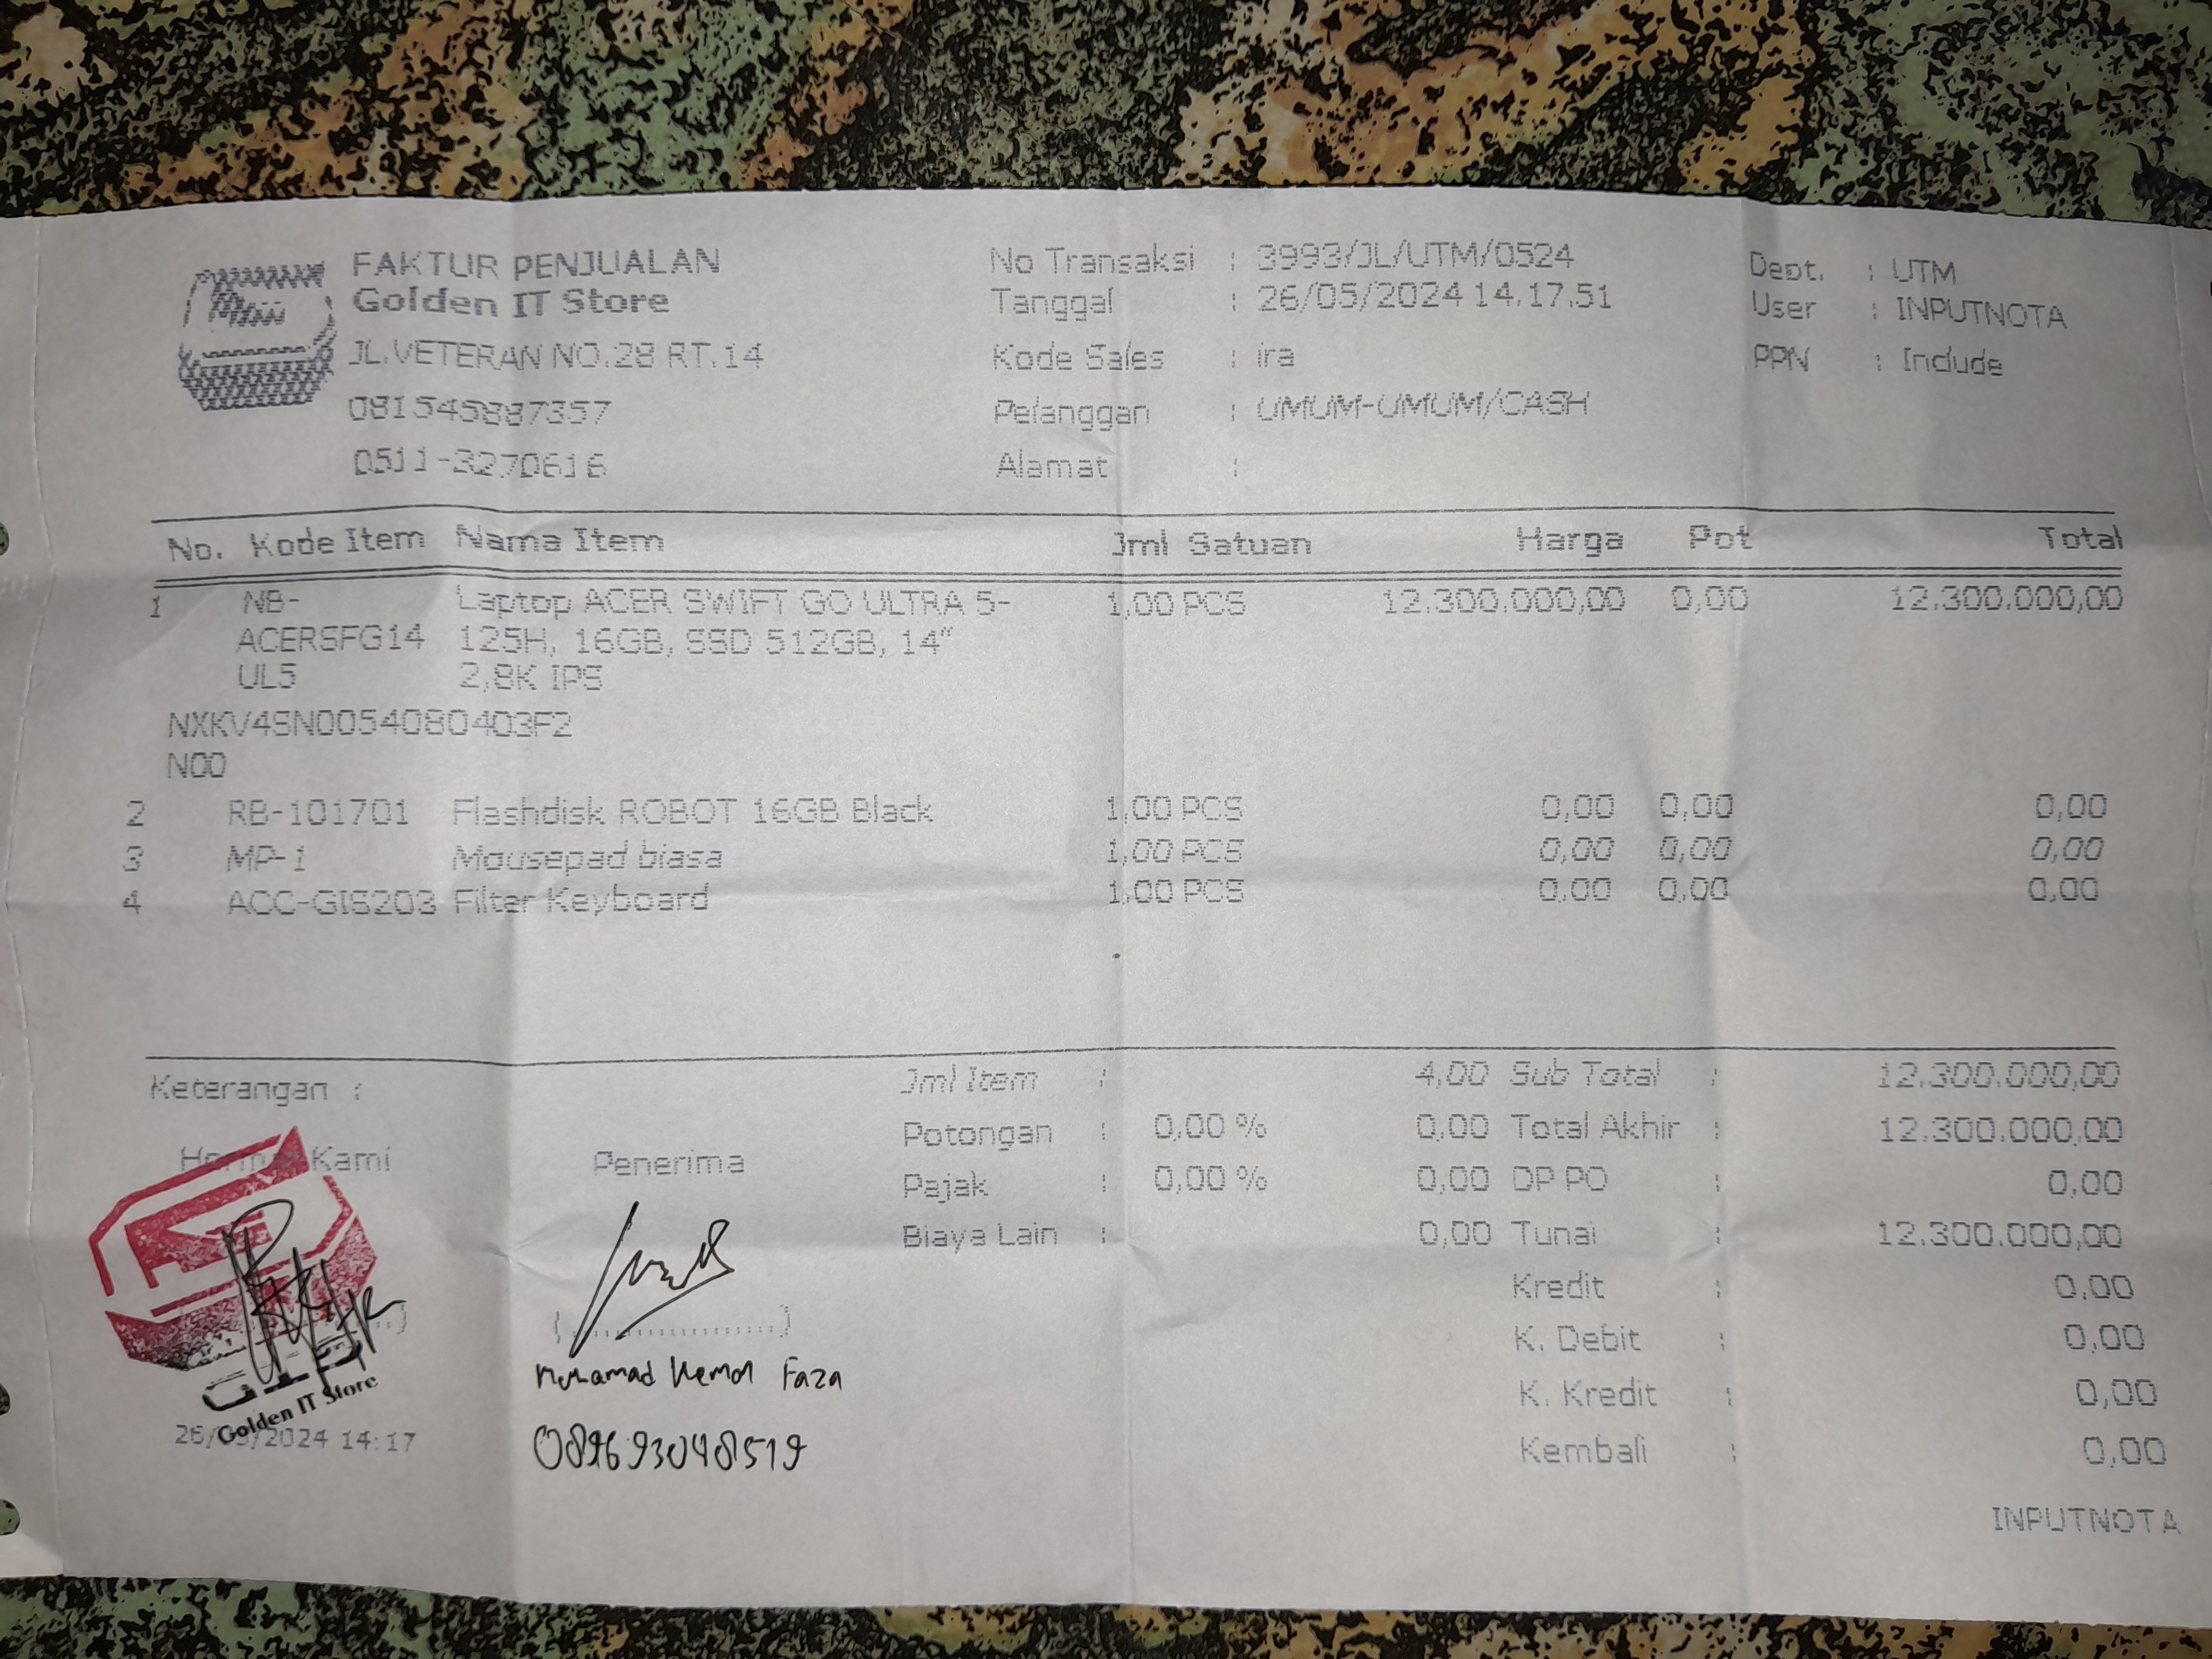 FAKTUR PENJUALAN
Golden IT Store
JL.VETERAN NO.28 RT.14
081545087357
0511-3270616
No Transaksi : 3993/JL/UTM/0524
Tanggal : 26/05/2024 14.17.51
Kode Sales : Ira
Pelanggan : UMUM-UMUM/CASH
Alamat :
Dept. : UTM
User : INPUTNOTA
PPN : Include
No. Kode Item Nama Item Jml Satuan Harga Pot Total
1 NB- Laptop ACER SWIFT GO ULTRA 5- 1,00 PCS 12.300.000,00 0,00 12.300.000,00
ACERSFG14 125H, 16GB, SSD 512GB, 14"
UL5 2,8K IPS
NXKV4SN0054080403F2
N00
2 RB-101701 Flashdisk ROBOT 16GB Black 1,00 PCS 0,00 0,00 0,00
3 MP-1 Mousepad biasa 1,00 PCS 0,00 0,00 0,00
4 ACC-G1S203 Filter Keyboard 1,00 PCS 0,00 0,00 0,00
Keterangan : Jml Item : 4,00 Sub Total : 12.300.000,00
Potongan : 0,00 % 0,00 Total Akhir : 12.300.000,00
Kami Penerima Pajak : 0,00 % 0,00 DP PO : 0,00
Biaya Lain : 0,00 Tunai : 12.300.000,00
Kredit : 0,00
K. Debit : 0,00
K. Kredit : 0,00
Kembali : 0,00
Golden IT Store
/2024 14:17
Faza
INPUTNOTA